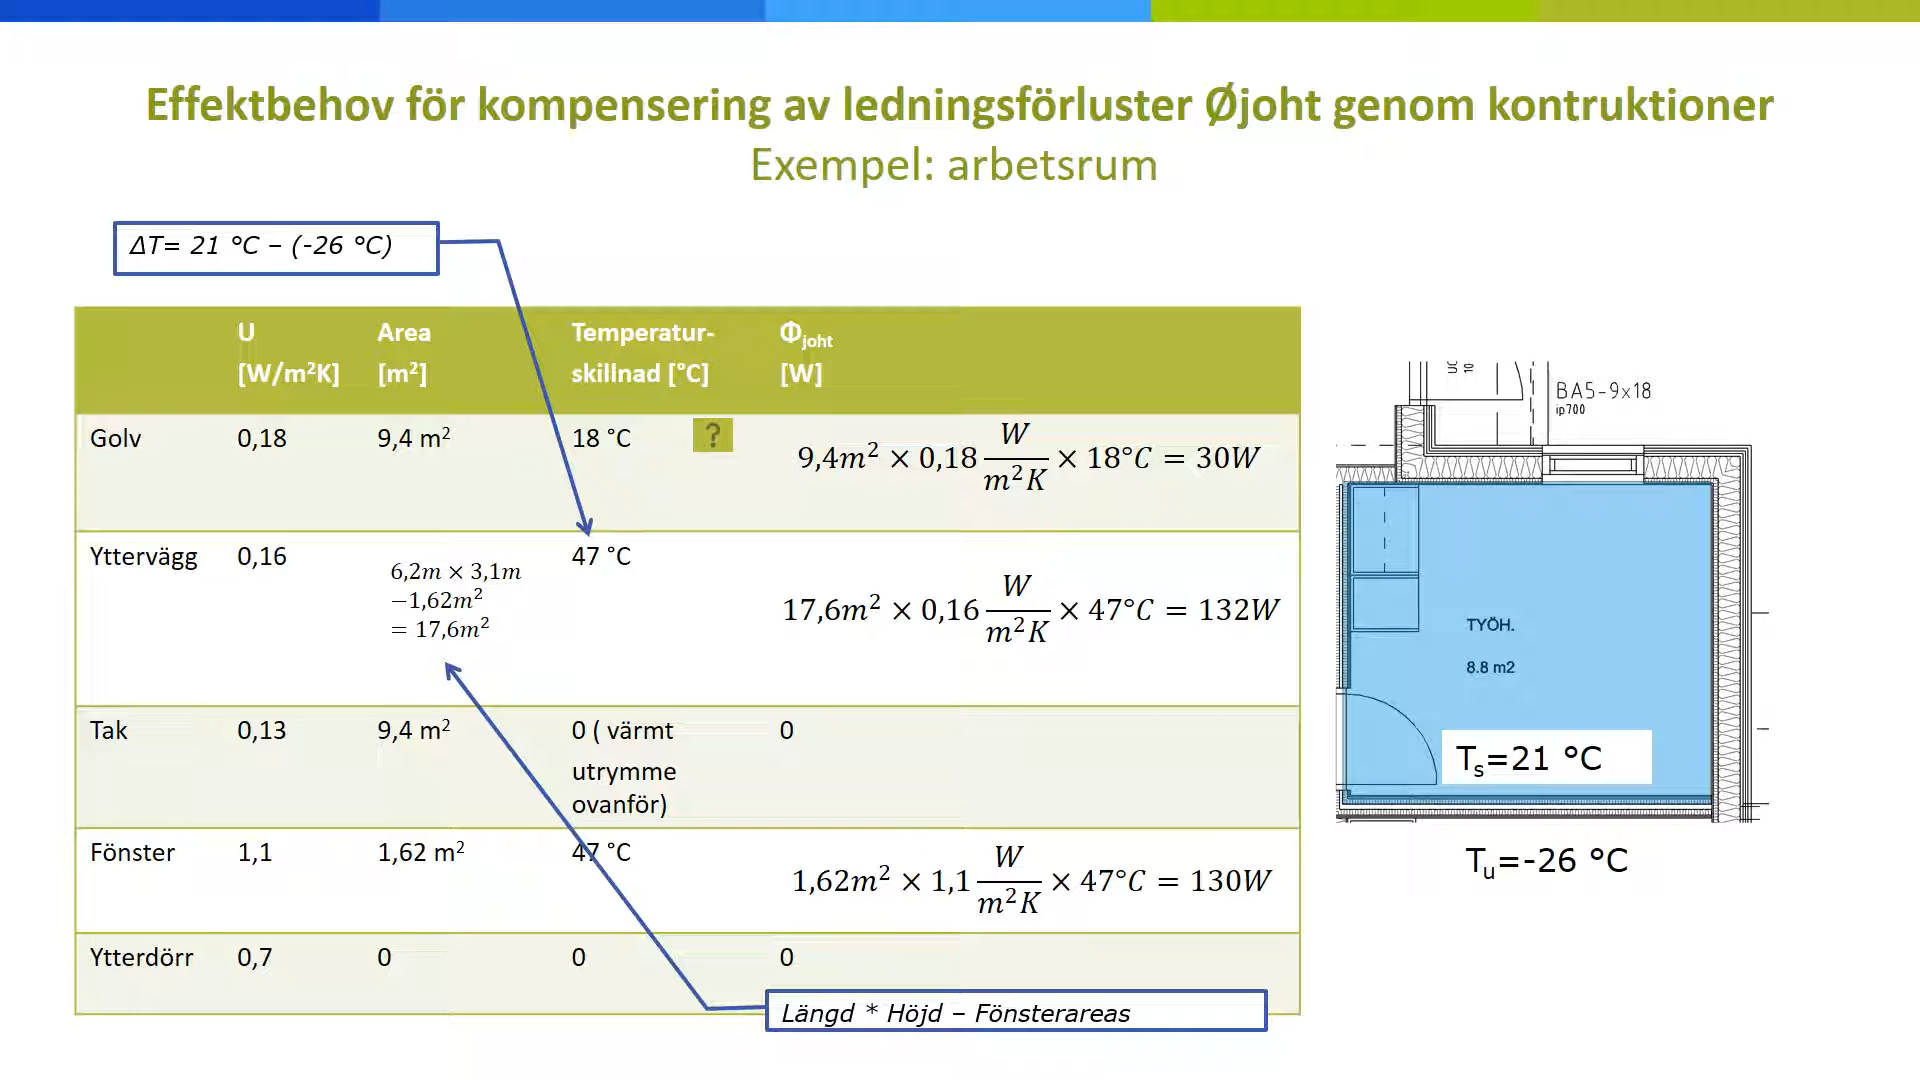 Effektbehov för kompensering av ledningsförluster Øjoht genom kontruktioner
Exempel: arbetsrum
ΔT= 21 °C – (-26 °C)
U [W/m²K] Area [m²] Temperatur-skillnad [°C] Φjoht [W]
Golv 0,18 9,4 m² 18 °C ? 9,4m² × 0,18 W/m²K × 18°C = 30W
Yttervägg 0,16 6,2m × 3,1m −1,62m² = 17,6m² 47 °C 17,6m² × 0,16 W/m²K × 47°C = 132W
Tak 0,13 9,4 m² 0 ( värmt utrymme ovanför) 0
Fönster 1,1 1,62 m² 47 °C 1,62m² × 1,1 W/m²K × 47°C = 130W
Ytterdörr 0,7 0 0 0
Längd * Höjd – Fönsterareas
BA5-9x18
ip700
TYÖH.
8.8 m2
Ts=21 °C
Tu=-26 °C